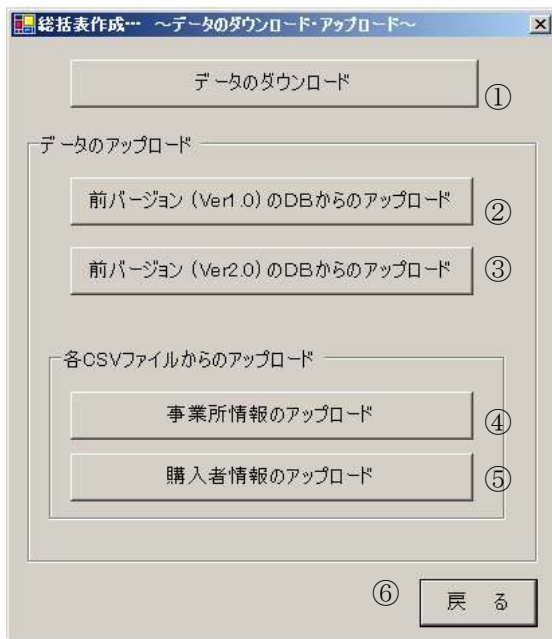 総括表作成… ～データのダウンロード・アップロード～
データのダウンロード
①
データのアップロード
前バージョン（Ver1.0）のDBからのアップロード
②
前バージョン（Ver2.0）のDBからのアップロード
③
各CSVファイルからのアップロード
事業所情報のアップロード
④
購入者情報のアップロード
⑤
⑥
戻 る